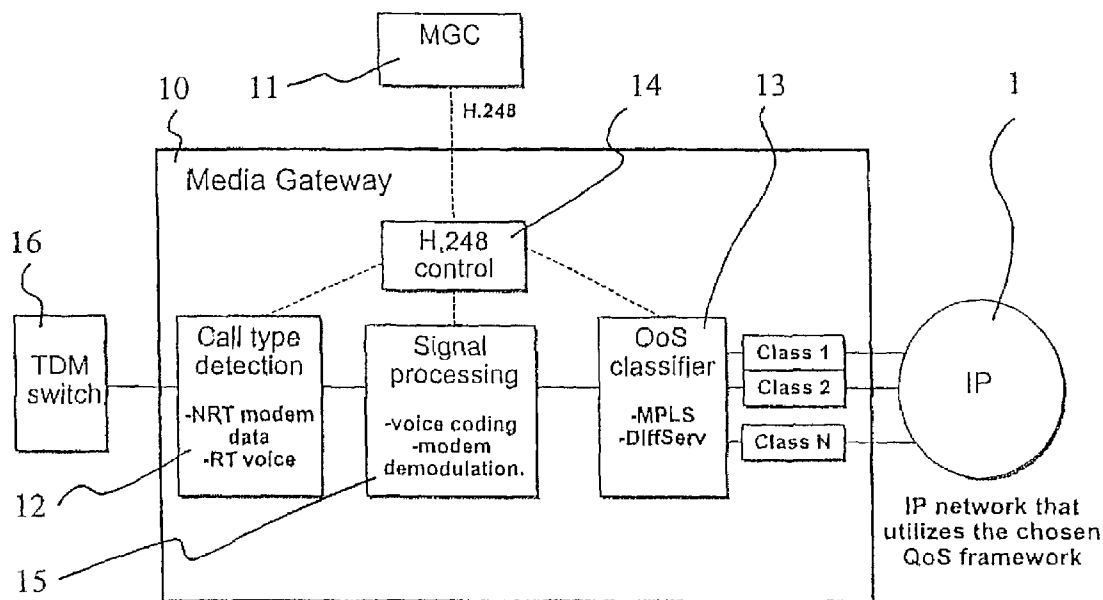 MGC
11
10
H.248
14
13
1
Media Gateway
16
H.248
control
TDM
switch
Call type
detection
-NRT modem
data
-RT voice
Signal
processing
-voice coding
-modem
demodulation.
QoS
classifier
-MPLS
-DiffServ
Class 1
Class 2
Class N
IP
12
15
IP network that
utilizes the chosen
QoS framework